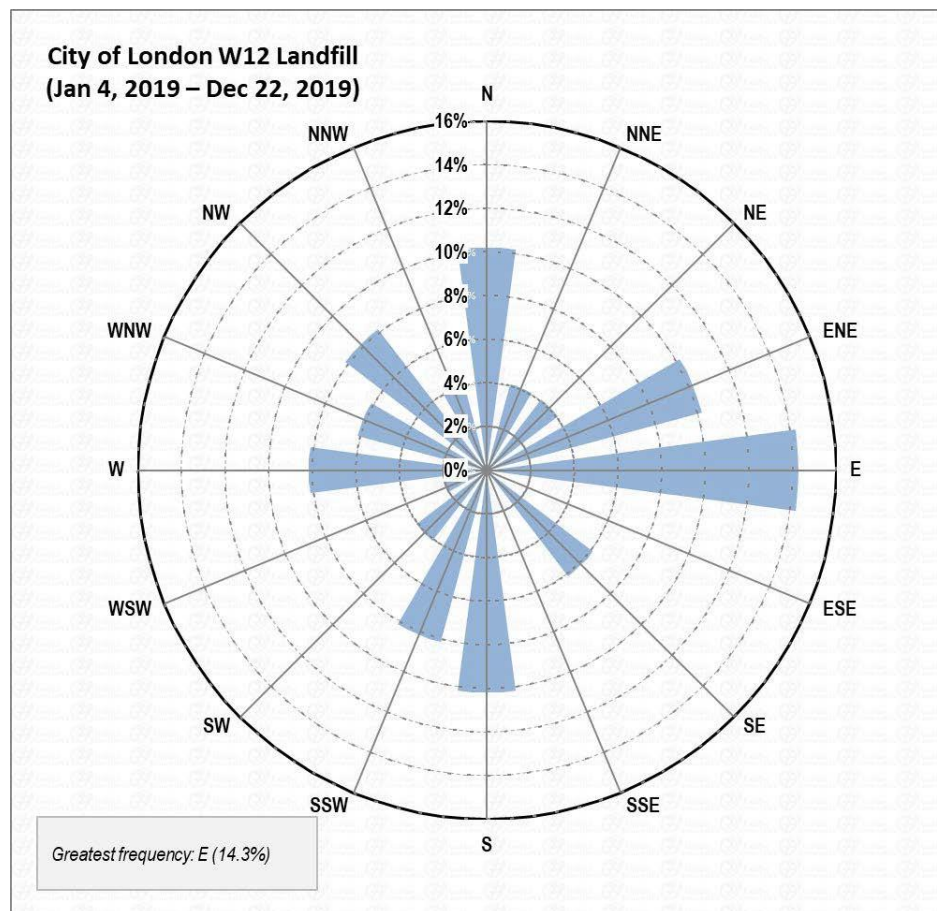 City of London W12 Landfill
(Jan 4, 2019 – Dec 22, 2019)
N
NNW
16%
NNE
14%
NW
12%
NE
10%
8%
WNW
6%
ENE
4%
2%
W
0%
E
WSW
ESE
SW
SE
SSW
SSE
S
Greatest frequency: E (14.3%)